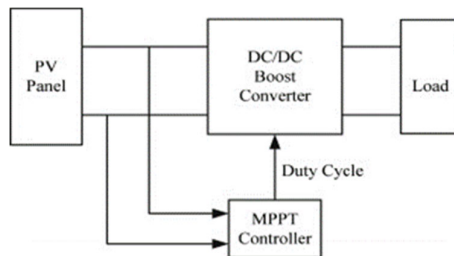 PV
Panel
DC/DC
Boost
Converter
Load
Duty Cycle
MPPT
Controller